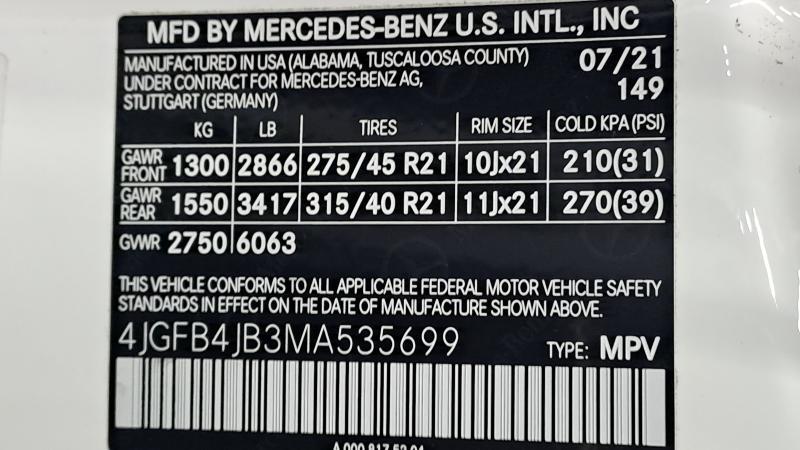 MFD BY MERCEDES-BENZ U.S. INTL., INC
MANUFACTURED IN USA (ALABAMA, TUSCALOOSA COUNTY) 07/21
UNDER CONTRACT FOR MERCEDES-BENZ AG, 149
STUTTGART (GERMANY)
KG LB TIRES RIM SIZE COLD KPA (PSI)
GAWR FRONT 1300 2866 275/45 R21 10Jx21 210(31)
GAWR REAR 1550 3417 315/40 R21 11Jx21 270(39)
GVWR 2750 6063
THIS VEHICLE CONFORMS TO ALL APPLICABLE FEDERAL MOTOR VEHICLE SAFETY
STANDARDS IN EFFECT ON THE DATE OF MANUFACTURE SHOWN ABOVE.
4JGFB4JB3MA535699 TYPE: MPV